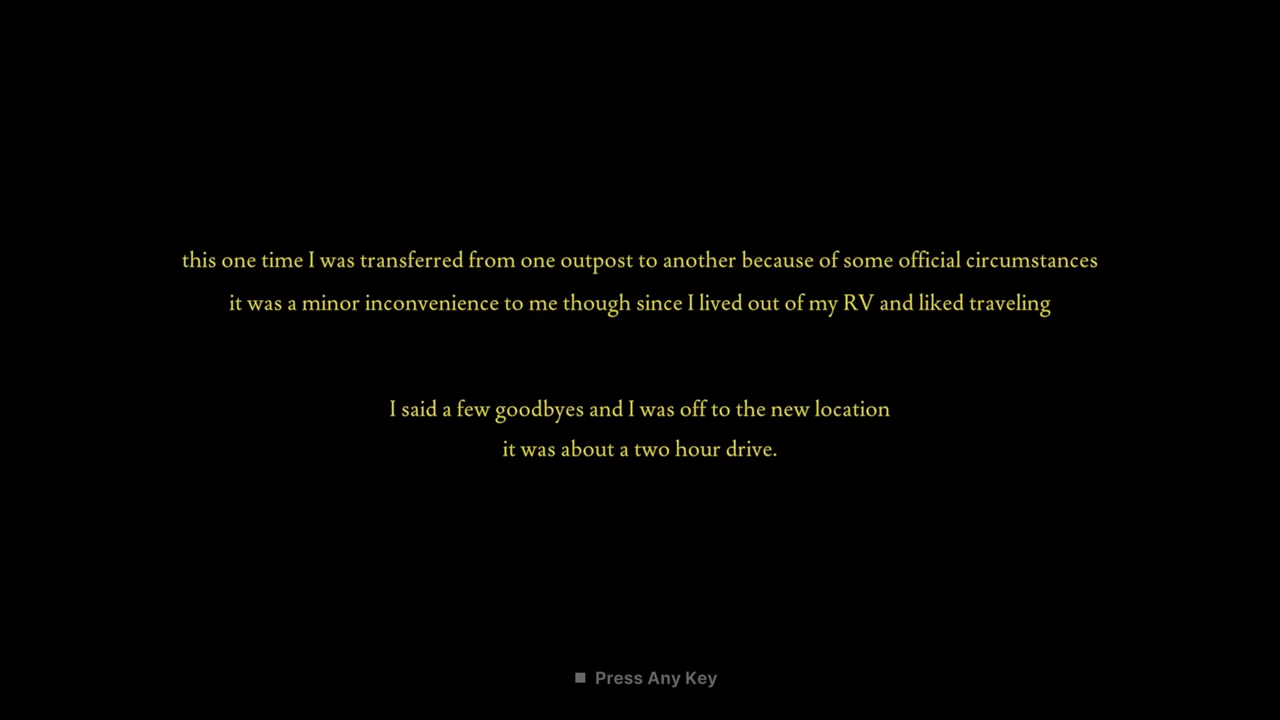 this one time I was transferred from one outpost to another because of some official circumstances
it was a minor inconvenience to me though since I lived out of my RV and liked traveling
I said a few goodbyes and I was off to the new location
it was about a two hour drive.
Press Any Key